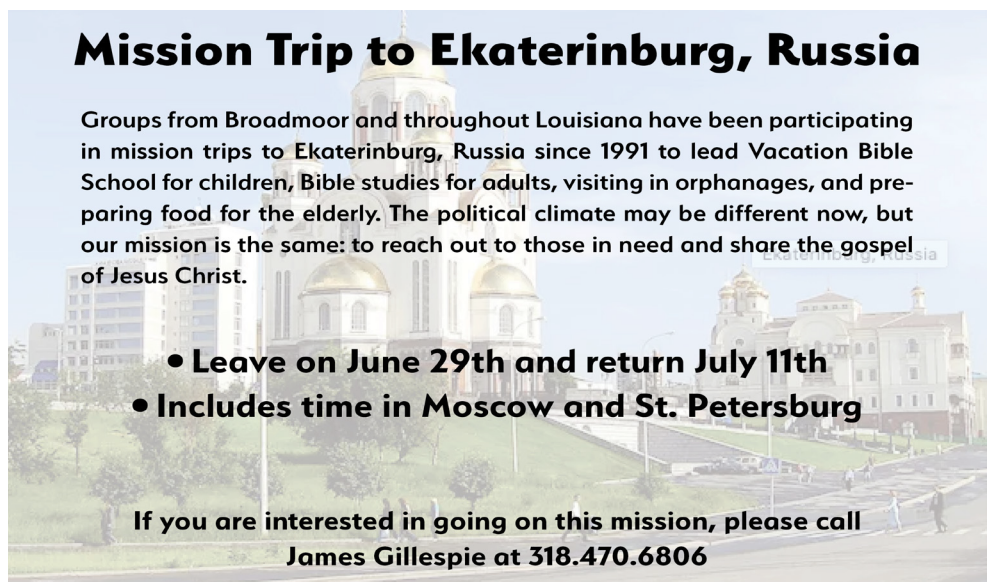 Mission Trip to Ekaterinburg, Russia
Groups from Broadmoor and throughout Louisiana have been participating
in mission trips to Ekaterinburg, Russia since 1991 to lead Vacation Bible
School for children, Bible studies for adults, visiting in orphanages, and pre-
paring food for the elderly. The political climate may be different now, but
our mission is the same: to reach out to those in need and share the gospel
of Jesus Christ.
Ekaterinburg, Russia
• Leave on June 29th and return July 11th
• Includes time in Moscow and St. Petersburg
If you are interested in going on this mission, please call
James Gillespie at 318.470.6806